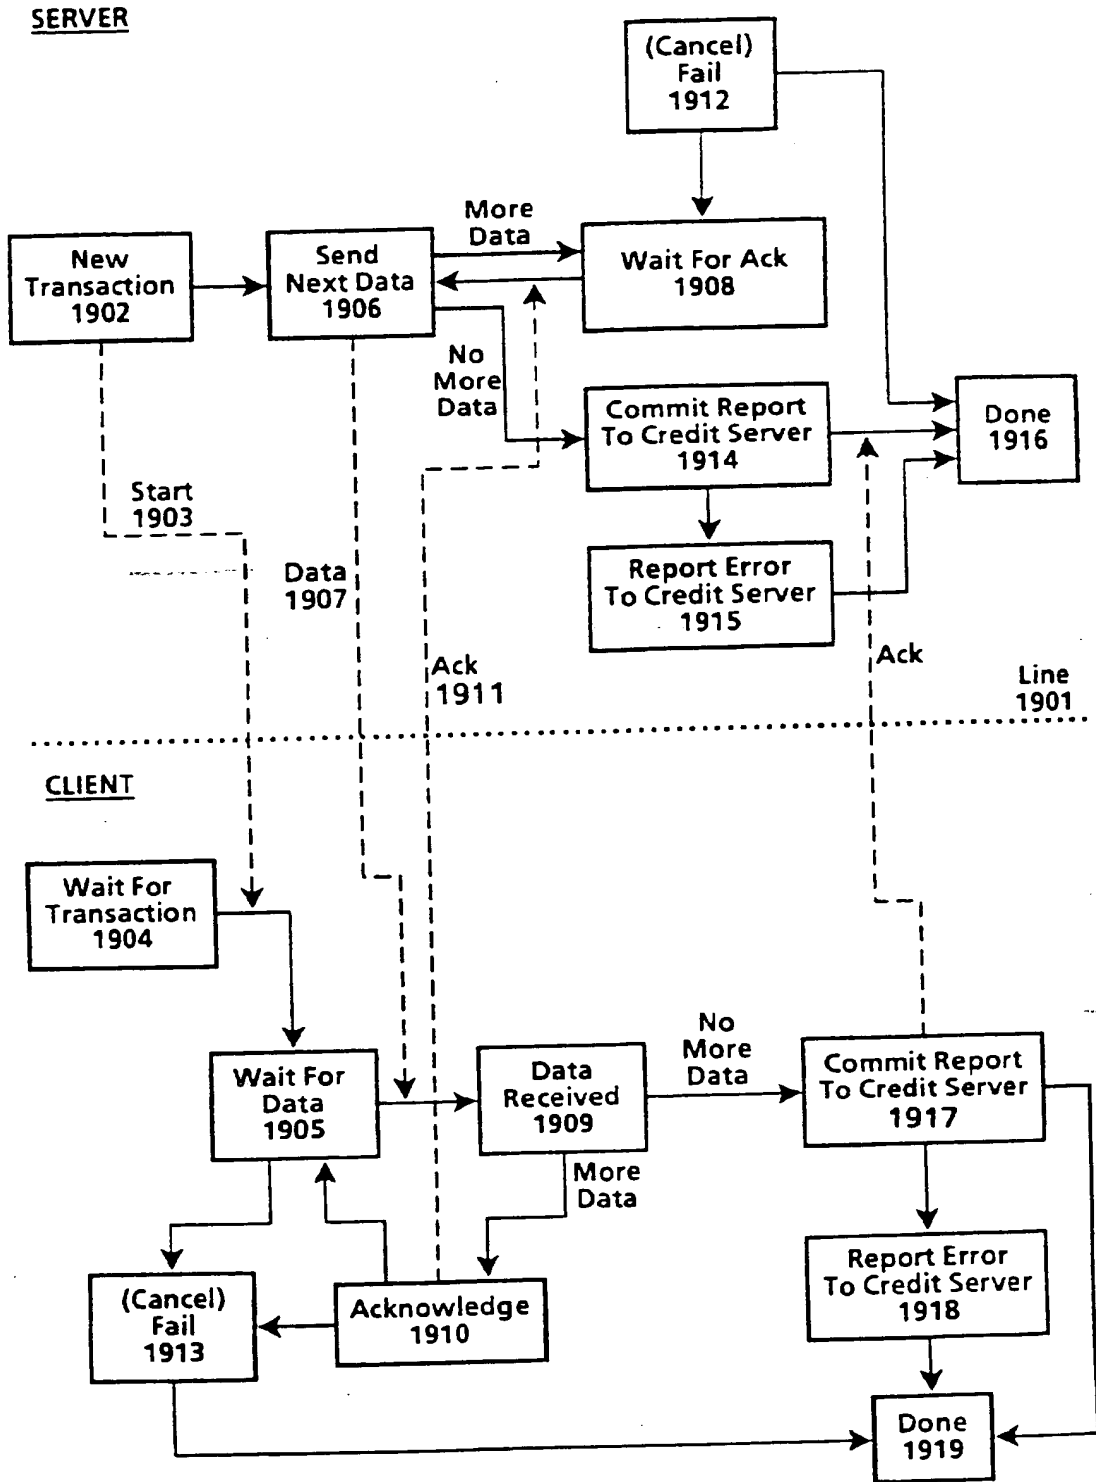 SERVER
(Cancel)
Fail
1912
New
Transaction
1902
Send
Next Data
1906
More
Data
Wait For Ack
1908
No
More
Data
Commit Report
To Credit Server
1914
Done
1916
Start
1903
Data
1907
Report Error
To Credit Server
1915
Ack
1911
Ack
Line
1901
CLIENT
Wait For
Transaction
1904
Wait For
Data
1905
Data
Received
1909
No
More
Data
Commit Report
To Credit Server
1917
More
Data
(Cancel)
Fail
1913
Acknowledge
1910
Report Error
To Credit Server
1918
Done
1919